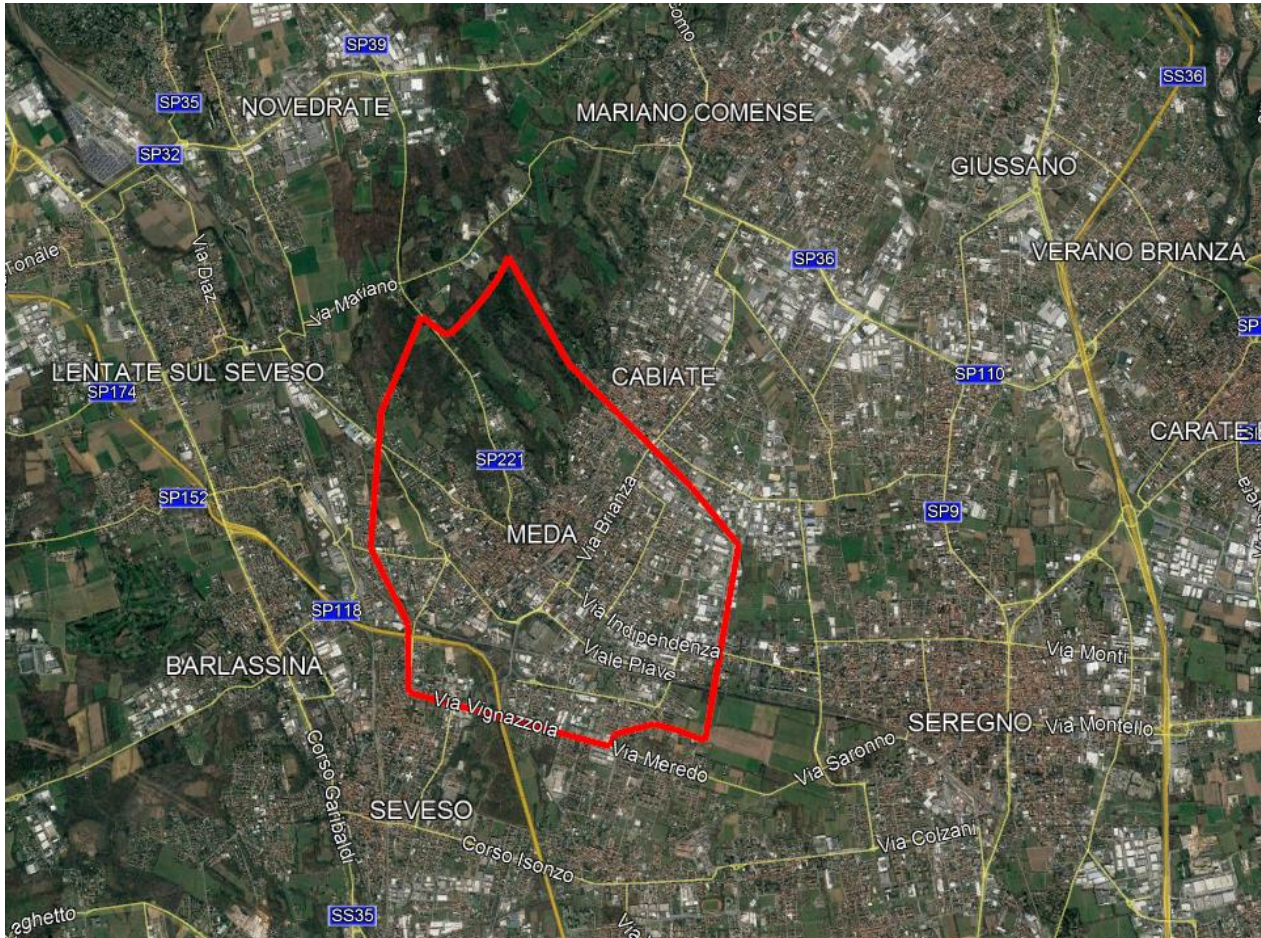 como
SP39
SS36
SP35
NOVEDRATE
MARIANO COMENSE
SP32
GIUSSANO
Via Diaz
Tonale
VERANO BRIANZA
SP36
Via Mariano
LENTATE SUL SEVESO
CABIATE
SP110
SP174
CARATE
SP221
SP152
SP9
MEDA
Via Brianza
SP118
Via Indipendenza
BARLASSINA
Viale Piave
Via Monti
Via Vignazzola
SEREGNO
Via Montello
Via Meredo
Via Saronno
Corso Garibaldi
SEVESO
Via Colzani
Corso Isonzo
SS35